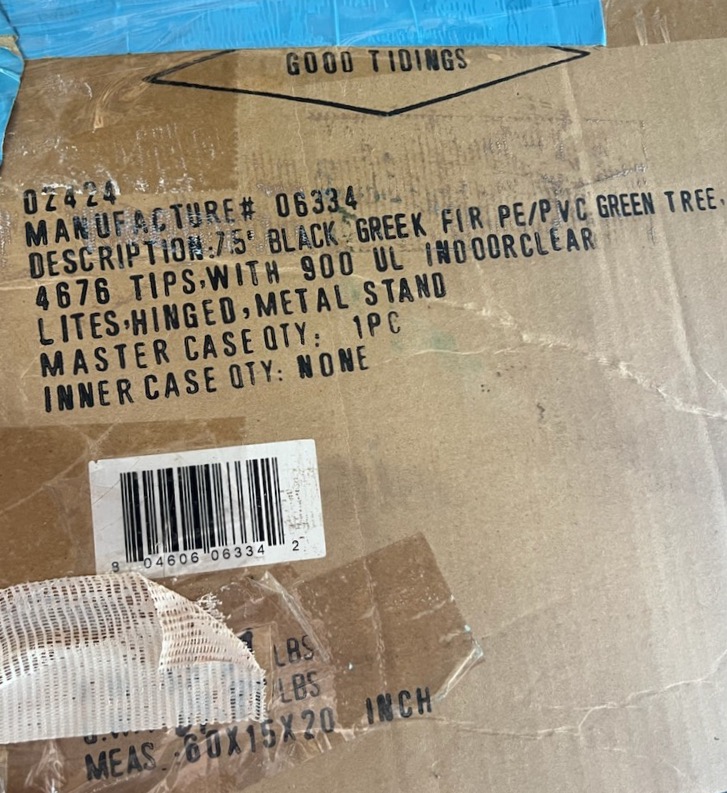 GOOD TIDINGS
02424
MANUFACTURE# 06334
DESCRIPTION:7.5' BLACK GREEK FIR PE/PVC GREEN TREE,
4676 TIPS,WITH 900 UL INDOORCLEAR
LITES,HINGED,METAL STAND
MASTER CASE QTY: 1PC
INNER CASE QTY: NONE
8 04606 06334 2
LBS
LBS
MEAS.:60X15X20 INCH